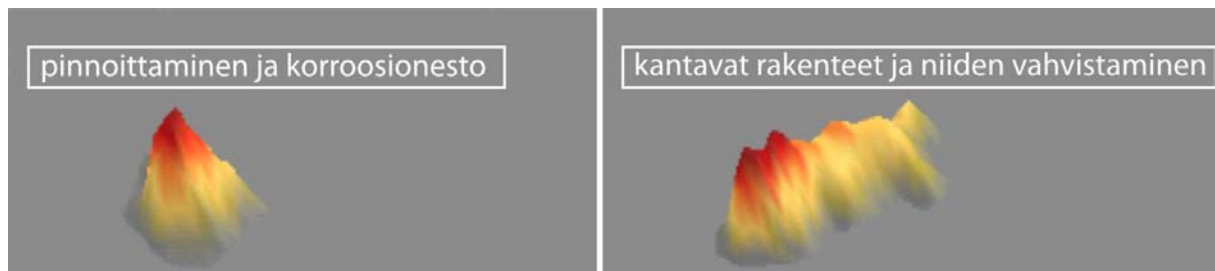 pinnoittaminen ja korroosionesto
kantavat rakenteet ja niiden vahvistaminen